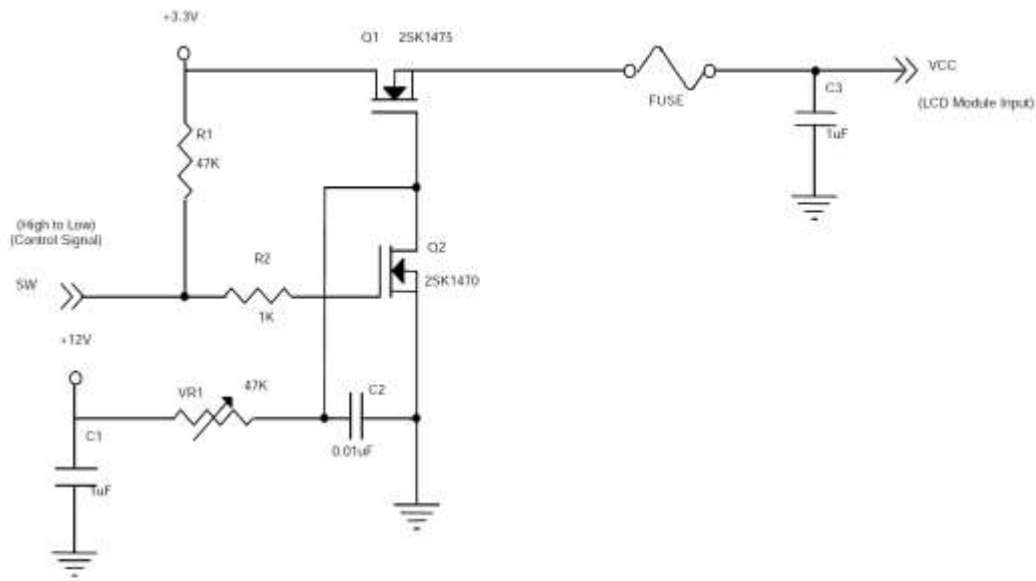 +3.3V
Q1 2SK1475
VCC
C3
FUSE
(LCD Module Input)
R1
1uF
47K
(High to Low)
(Control Signal)
Q2
R2
SW
2SK1470
1K
+12V
VR1
47K
C2
C1
0.01uF
1uF